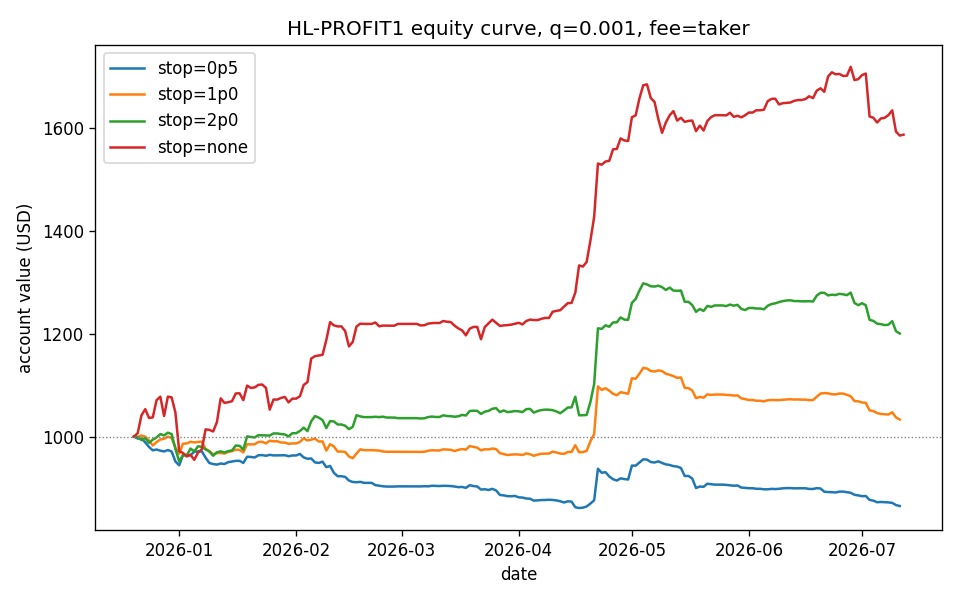 HL-PROFIT1 equity curve, q=0.001, fee=taker
stop=0p5
stop=1p0
stop=2p0
stop=none
1600
1400
1200
1000
account value (USD)
2026-01
2026-02
2026-03
2026-04
2026-05
2026-06
2026-07
date